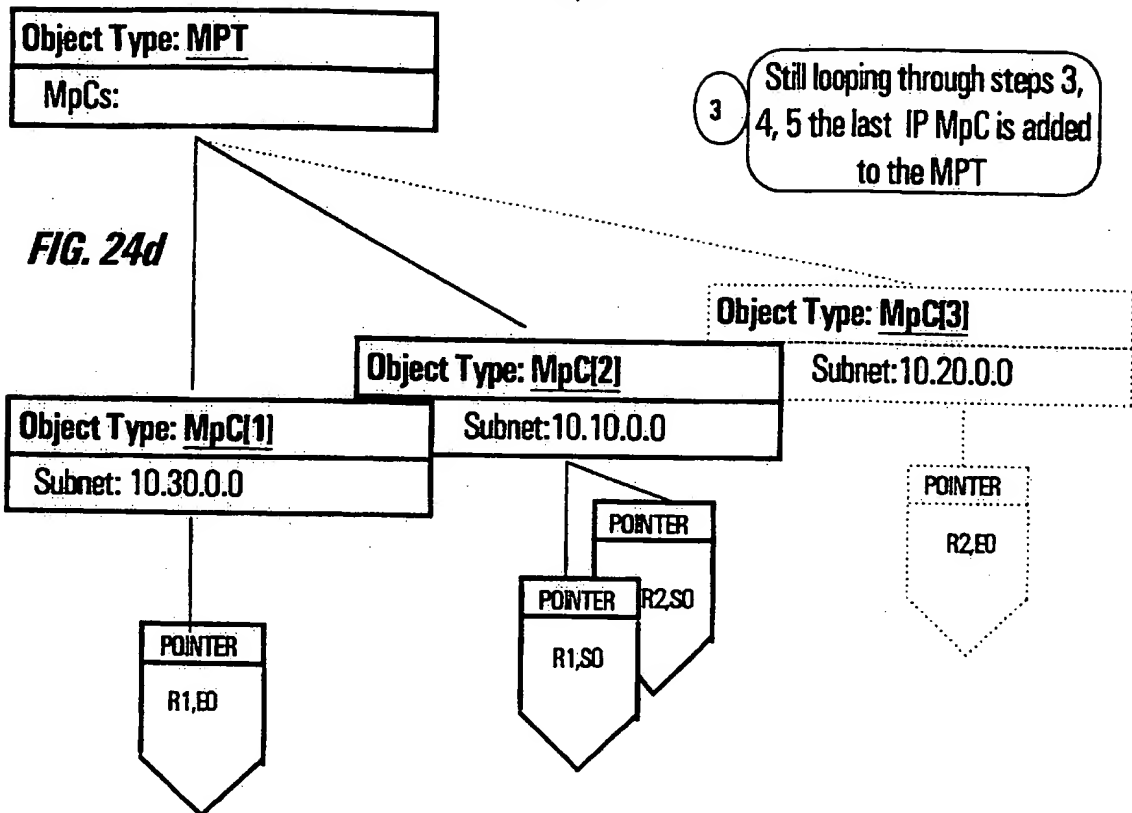 Object Type: MPT
MpCs:
3
Still looping through steps 3,
4, 5 the last IP MpC is added
to the MPT
FIG. 24d
Object Type: MpC[3]
Subnet:10.20.0.0
Object Type: MpC[2]
Subnet:10.10.0.0
Object Type: MpC[1]
Subnet: 10.30.0.0
POINTER
R2,E0
POINTER
R2,S0
POINTER
R1,S0
POINTER
R1,E0